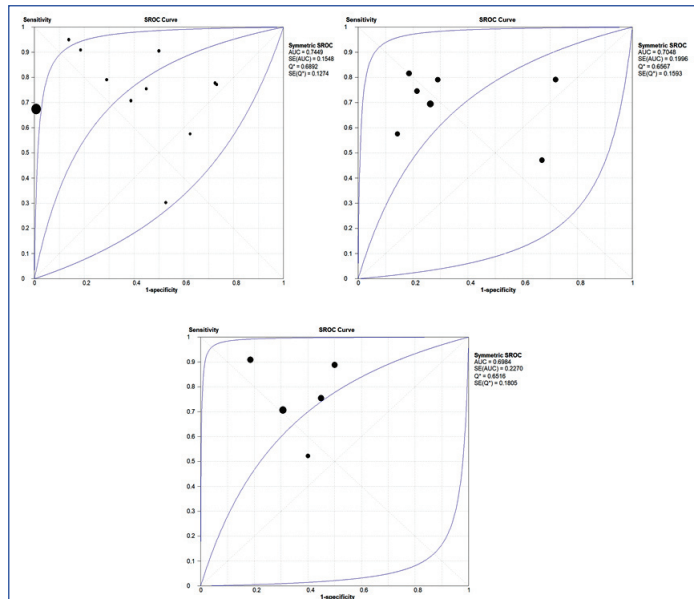 Sensitivity
SROC Curve
1
0.9
0.8
0.7
0.6
0.5
0.4
0.3
0.2
0.1
0
0
0.2
0.4
0.6
0.8
1
1-specificity
Symmetric SROC
AUC = 0.7449
SE(AUC) = 0.1548
Q* = 0.6892
SE(Q*) = 0.1274
Sensitivity
SROC Curve
1
0.9
0.8
0.7
0.6
0.5
0.4
0.3
0.2
0.1
0
0
0.2
0.4
0.6
0.8
1
1-specificity
Symmetric SROC
AUC = 0.7046
SE(AUC) = 0.1996
Q* = 0.6567
SE(Q*) = 0.1593
Sensitivity
SROC Curve
1
0.9
0.8
0.7
0.6
0.5
0.4
0.3
0.2
0.1
0
0
0.2
0.4
0.6
0.8
1
1-specificity
Symmetric SROC
AUC = 0.6984
SE(AUC) = 0.2270
Q* = 0.6516
SE(Q*) = 0.1805